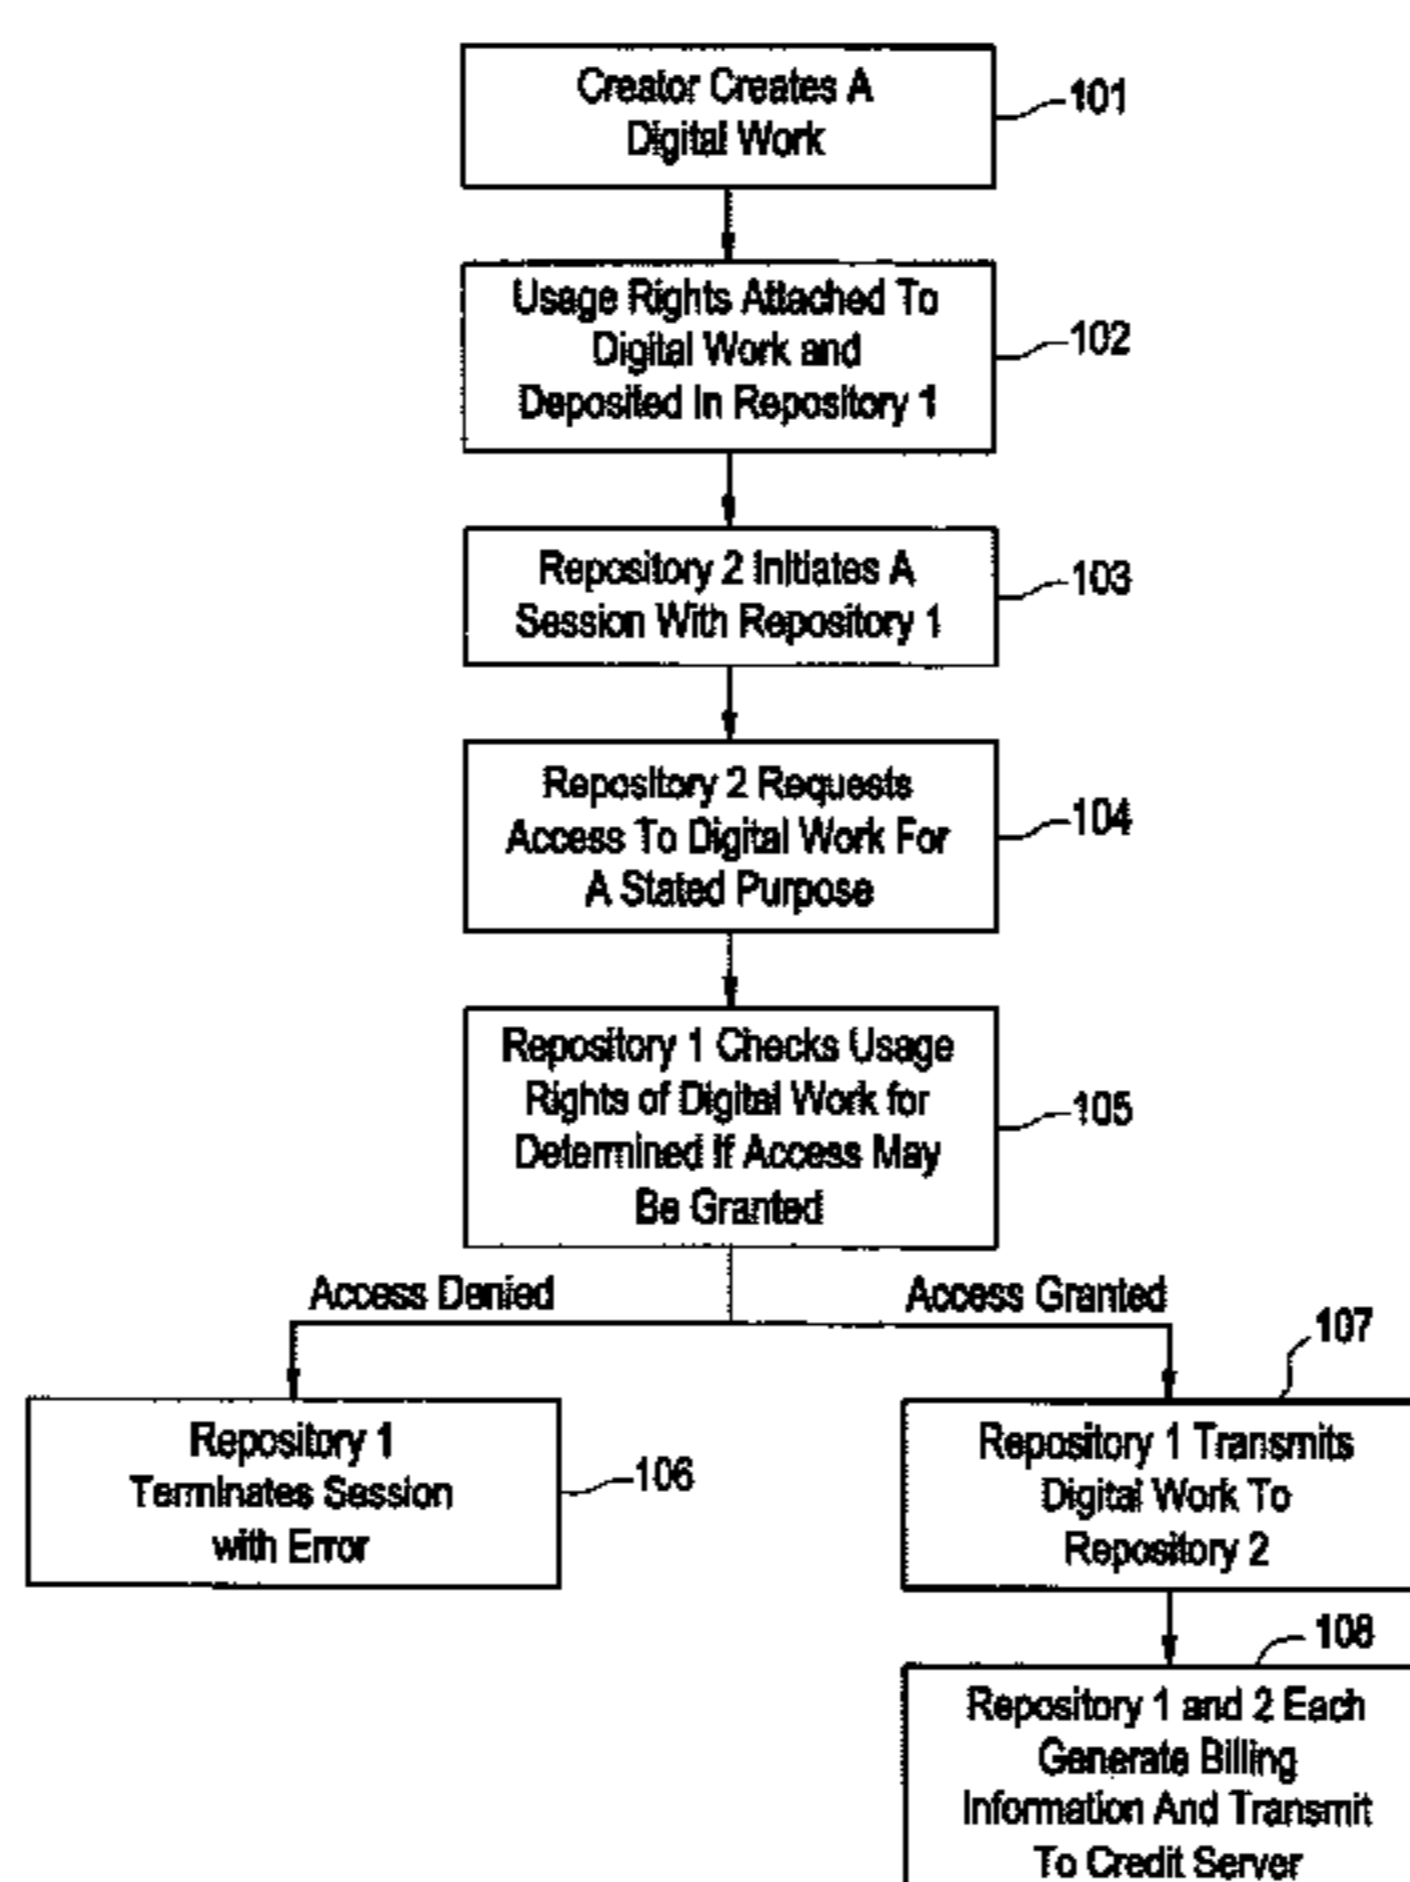 Creator Creates A
Digital Work
101
Usage Rights Attached To
Digital Work and
Deposited In Repository 1
102
Repository 2 Initiates A
Session With Repository 1
103
Repository 2 Requests
Access To Digital Work For
A Stated Purpose
104
Repository 1 Checks Usage
Rights of Digital Work for
Determined If Access May
Be Granted
105
Access Denied
Access Granted
Repository 1
Terminates Session
with Error
106
107
Repository 1 Transmits
Digital Work To
Repository 2
108
Repository 1 and 2 Each
Generate Billing
Information And Transmit
To Credit Server